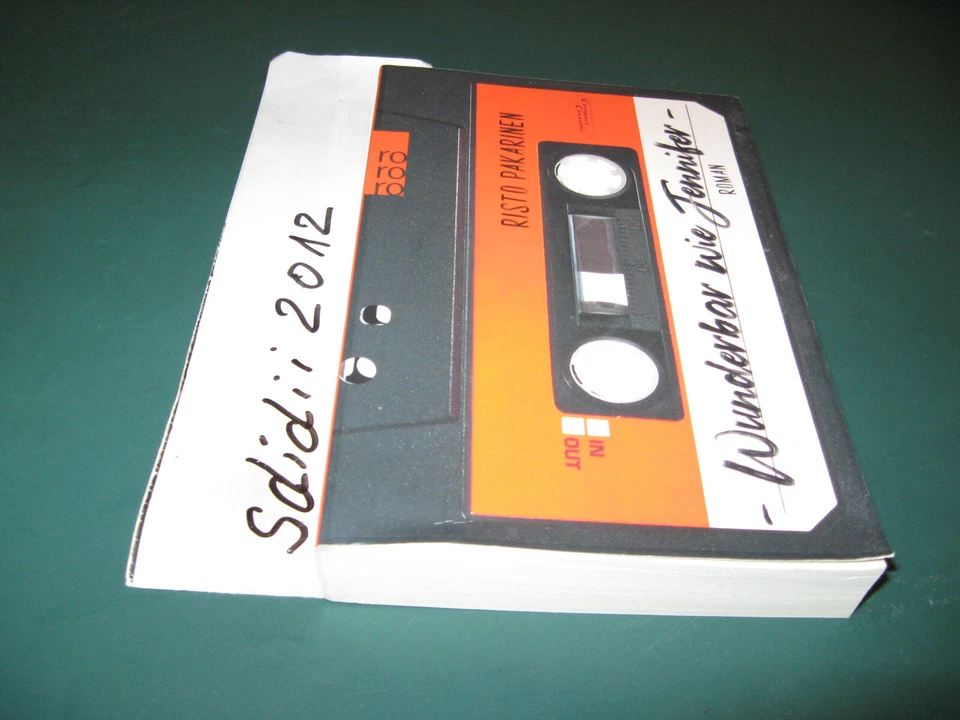 - Wunderbar wie Jennifer -
ROMAN
RISTO PAKARINEN
IN
OUT
rororo
Sdidii 2012